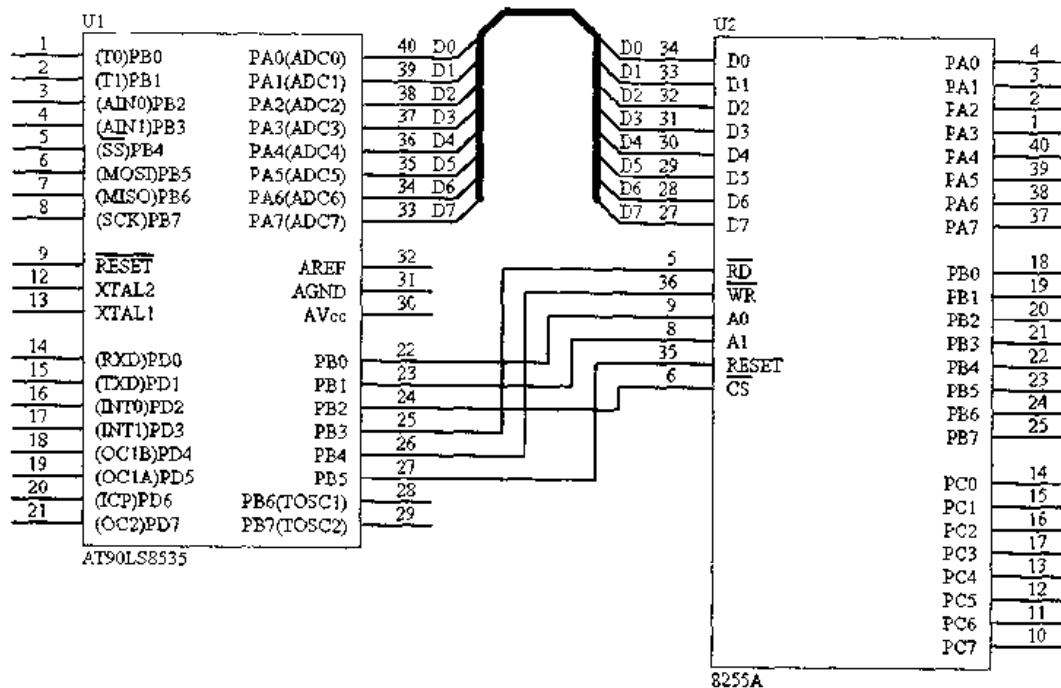 U1
1 (T0)PB0 PA0(ADC0) 40 D0
2 (T1)PB1 PA1(ADC1) 39 D1
3 (AIN0)PB2 PA2(ADC2) 38 D2
4 (AIN1)PB3 PA3(ADC3) 37 D3
5 (SS)PB4 PA4(ADC4) 36 D4
6 (MOSI)PB5 PA5(ADC5) 35 D5
7 (MISO)PB6 PA6(ADC6) 34 D6
8 (SCK)PB7 PA7(ADC7) 33 D7
9 RESET AREF 32
12 XTAL2 AGND 31
13 XTAL1 AVcc 30
14 (RXD)PD0 PB0 22
15 (TXD)PD1 PB1 23
16 (INT0)PD2 PB2 24
17 (INT1)PD3 PB3 25
18 (OC1B)PD4 PB4 26
19 (OC1A)PD5 PB5 27
20 (ICP)PD6 PB6(TOSC1) 28
21 (OC2)PD7 PB7(TOSC2) 29
AT90LS8535
U2
D0 34 D0 PA0 4
D1 33 D1 PA1 3
D2 32 D2 PA2 2
D3 31 D3 PA3 1
D4 30 D4 PA4 40
D5 29 D5 PA5 39
D6 28 D6 PA6 38
D7 27 D7 PA7 37
5 RD PB0 18
36 WR PB1 19
9 A0 PB2 20
8 A1 PB3 21
35 RESET PB4 22
6 CS PB5 23
PB6 24
PB7 25
PC0 14
PC1 15
PC2 16
PC3 17
PC4 13
PC5 12
PC6 11
PC7 10
8255A